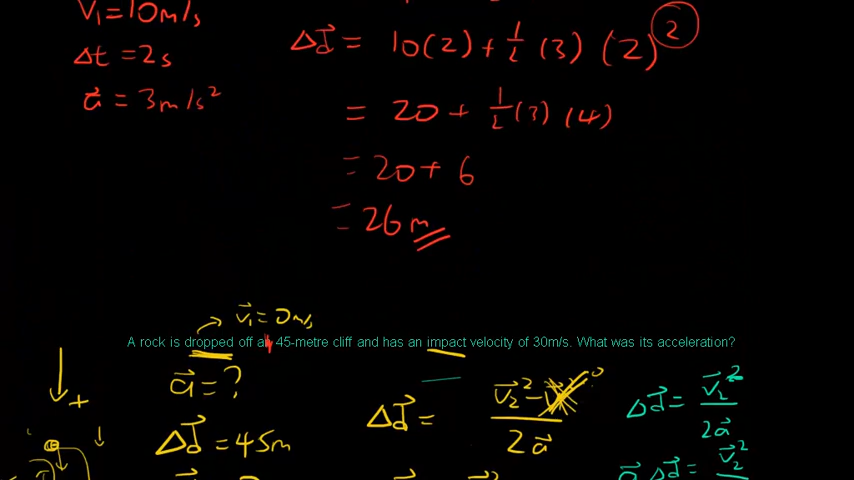 V₁=10m/s
Δt =2s
a⃗ = 3m/s²
Δd⃗ = 10(2) + ½ (3) (2)²
= 20 + ½(3) (4)
= 20+ 6
= 26m
v⃗₁= 0m/s
A rock is dropped off a 45-metre cliff and has an impact velocity of 30m/s. What was its acceleration?
a⃗ = ?
+
Δd⃗ = 45m
Δd⃗ = v⃗₂² - / 2a⃗
Δd⃗ = v⃗₂² / 2a⃗
a⃗ Δd⃗ = v⃗₂²